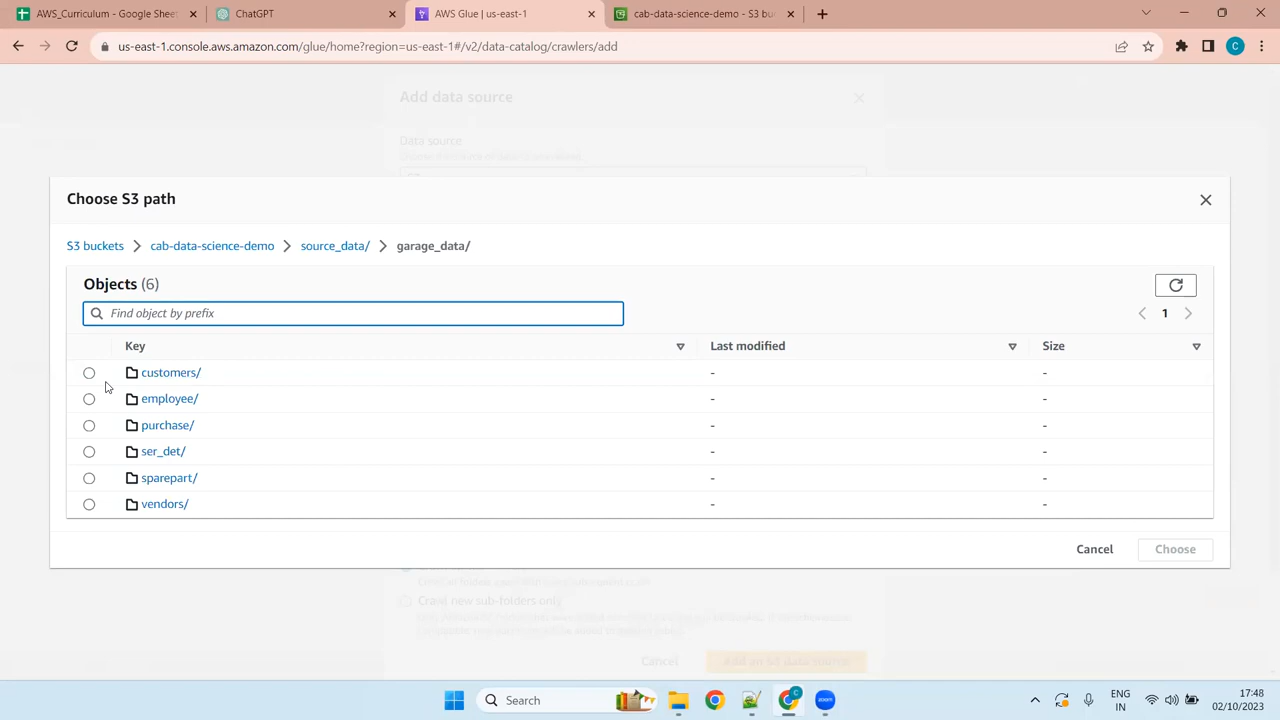 AWS_Curriculum - Google Sheet
ChatGPT
AWS Glue | us-east-1
cab-data-science-demo - S3 bu
us-east-1.console.aws.amazon.com/glue/home?region=us-east-1#/v2/data-catalog/crawlers/add
C
Add data source
Data source
Choose S3 path
S3 buckets > cab-data-science-demo > source_data/ > garage_data/
Objects (6)
Find object by prefix
1
Key Last modified Size
customers/ - -
employee/ - -
purchase/ - -
ser_det/ - -
sparepart/ - -
vendors/ - -
Cancel Choose
Crawl new sub-folders only
Cancel Add an S3 data source
Search
C
zoom
ENG
IN
17:48
02/10/2023